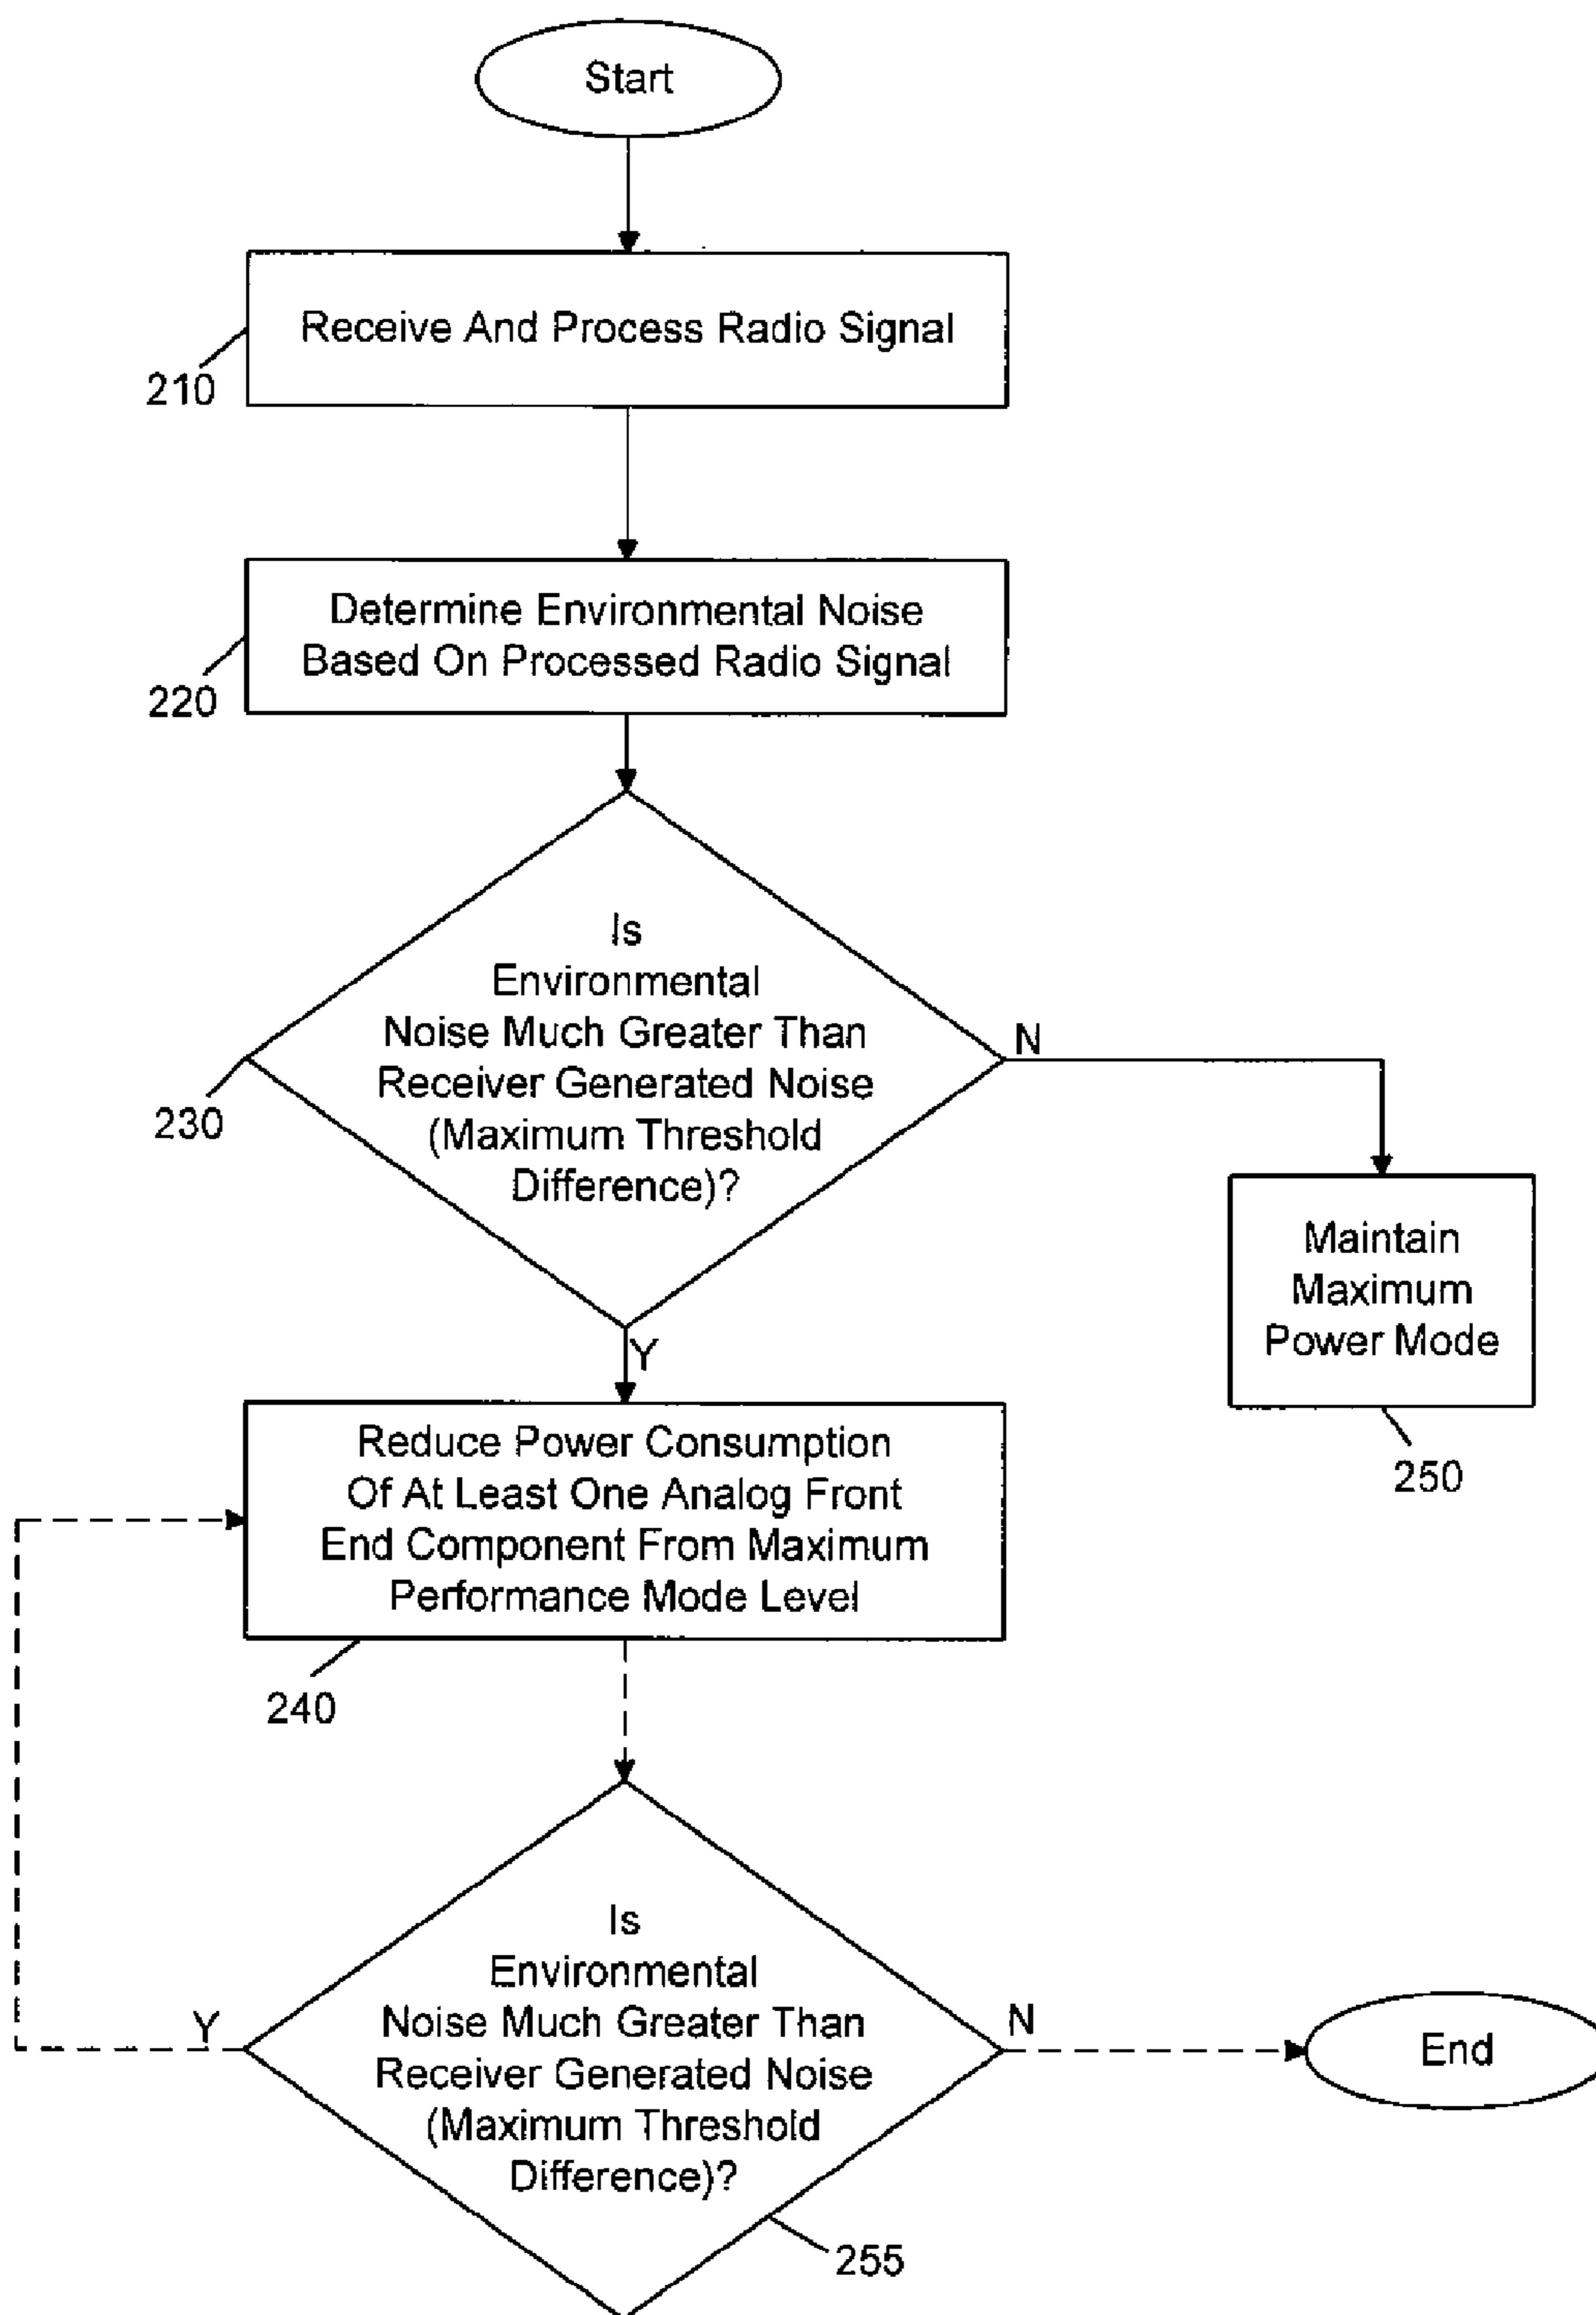 Start
Receive And Process Radio Signal
210
Determine Environmental Noise
Based On Processed Radio Signal
220
Is
Environmental
Noise Much Greater Than
Receiver Generated Noise
(Maximum Threshold
Difference)?
230
N
Y
Maintain
Maximum
Power Mode
250
Reduce Power Consumption
Of At Least One Analog Front
End Component From Maximum
Performance Mode Level
240
Is
Environmental
Noise Much Greater Than
Receiver Generated Noise
(Maximum Threshold
Difference)?
Y
N
End
255